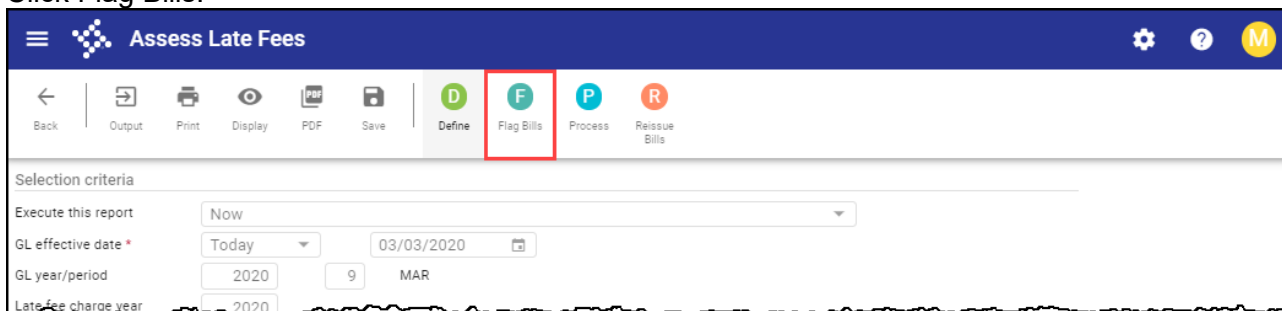 Click Flag Bills.
Assess Late Fees
M
D F P R
Back Output Print Display PDF Save Define Flag Bills Process Reissue
Bills
Selection criteria
Execute this report Now
GL effective date * Today 03/03/2020
GL year/period 2020 9 MAR
Late fee charge year 2020